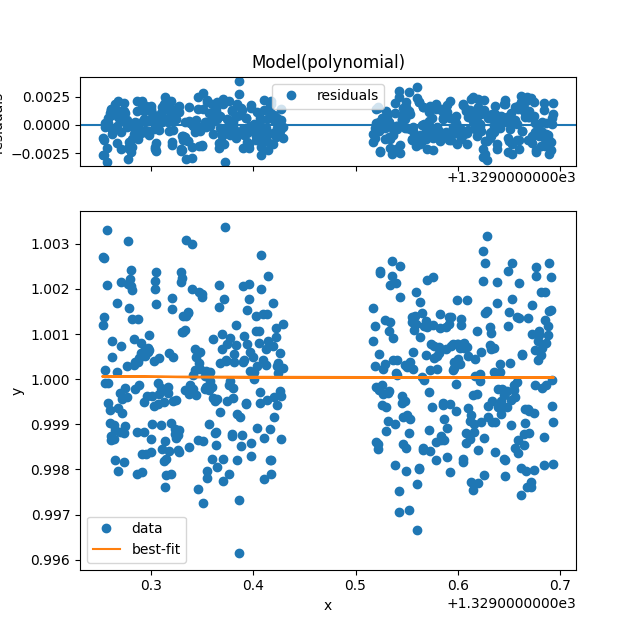 Model(polynomial)
residuals
0.0025
0.0000
−0.0025
+1.3290000000e3
1.003
1.002
1.001
1.000
0.999
0.998
0.997
0.996
y
data
best-fit
0.3
0.4
0.5
0.6
0.7
x
+1.3290000000e3